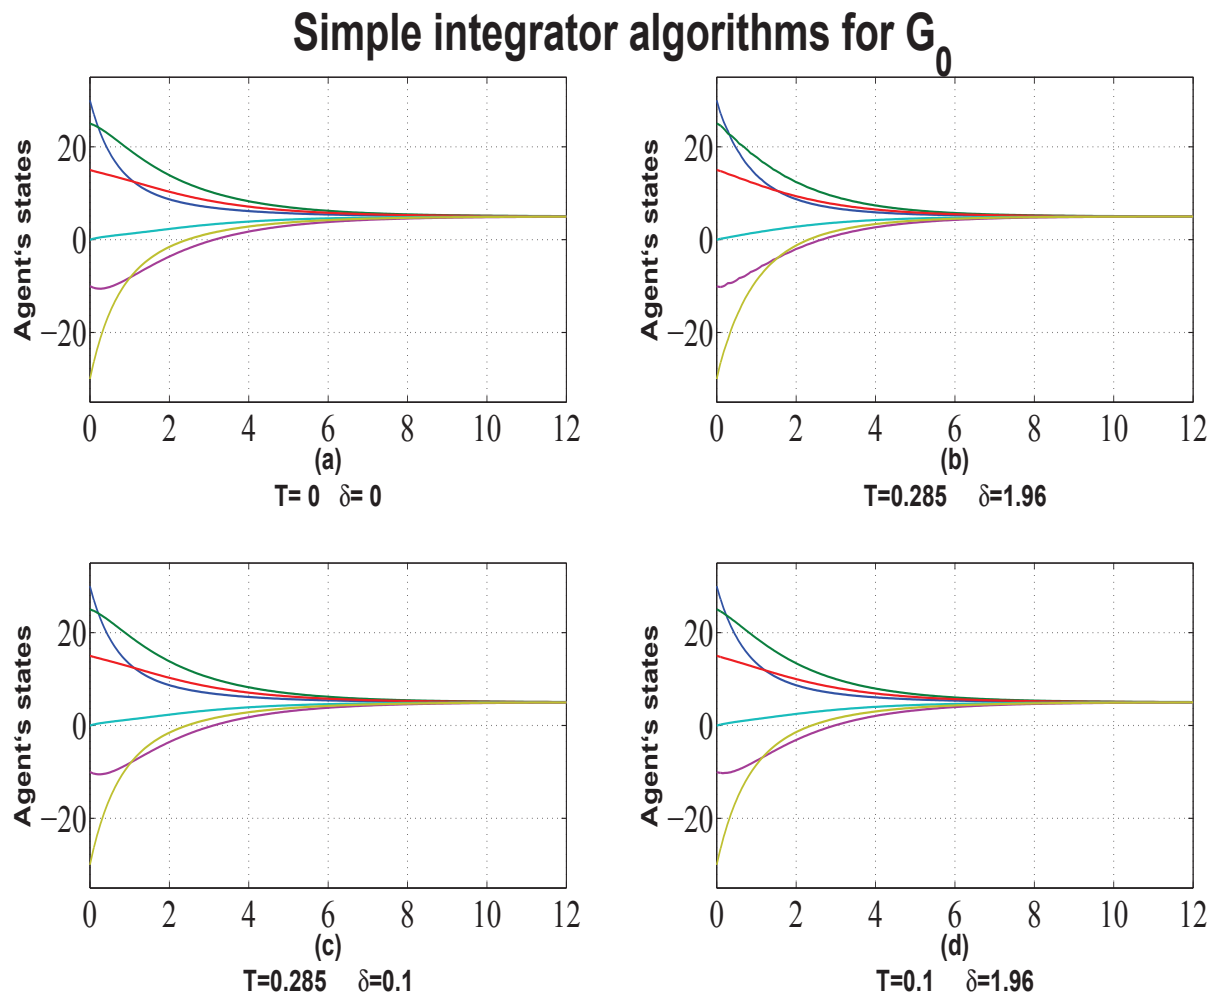 Simple integrator algorithms for G0
Agent‘s states
20
0
−20
0 2 4 6 8 10 12
(a)
T= 0 δ= 0
Agent‘s states
20
0
−20
0 2 4 6 8 10 12
(b)
T=0.285 δ=1.96
Agent‘s states
20
0
−20
0 2 4 6 8 10 12
(c)
T=0.285 δ=0.1
Agent‘s states
20
0
−20
0 2 4 6 8 10 12
(d)
T=0.1 δ=1.96